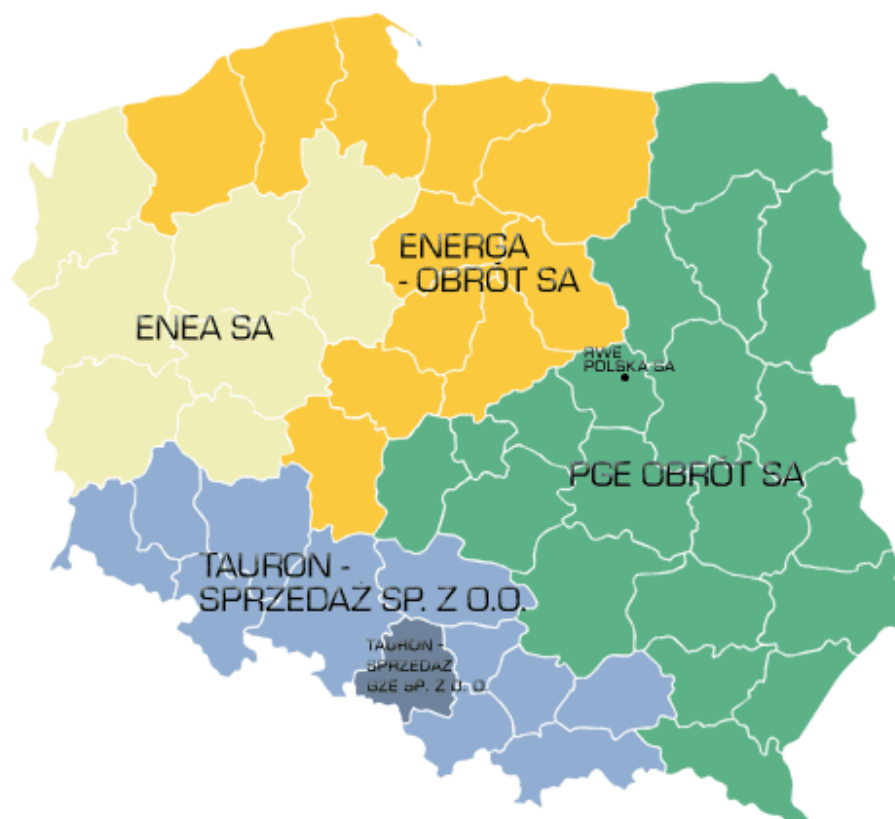 ENERGA
- OBRÓT SA
ENEA SA
RWE
POLSKA SA
PGE OBRÓT SA
TAURON -
SPRZEDAŻ SP. Z O.O.
TAURON -
SPRZEDAŻ
GZE SP. Z O. O.